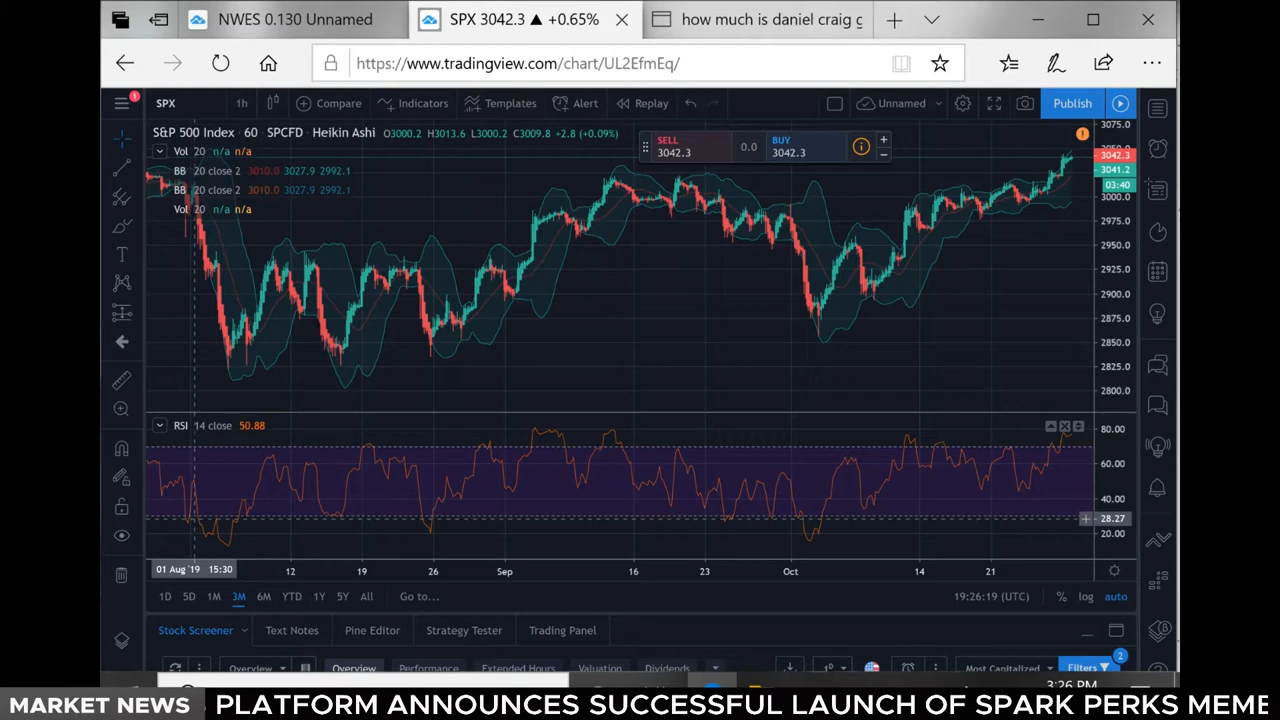 NWES 0.130 Unnamed
SPX 3042.3 ▲ +0.65%
how much is daniel craig g
https://www.tradingview.com/chart/UL2EfmEq/
1
SPX 1h Compare Indicators Templates Alert Replay Unnamed Publish
S&P 500 Index · 60 · SPCFD · Heikin Ashi O3000.2 H3013.6 L3000.2 C3009.8 +2.8 (+0.09%)
SELL
3042.3
0.0
BUY
3042.3
Vol 20 n/a n/a
BB 20 close 2 3010.0 3027.9 2992.1
BB 20 close 2 3010.0 3027.9 2992.1
Vol 20 n/a n/a
3075.0
3042.3
3041.2
03:40
3000.0
2975.0
2950.0
2925.0
2900.0
2875.0
2850.0
2825.0
2800.0
RSI 14 close 50.88
80.00
60.00
40.00
28.27
20.00
01 Aug '19 15:30 12 19 26 Sep 16 23 Oct 14 21
1D 5D 1M 3M 6M YTD 1Y 5Y All Go to... 19:26:19 (UTC) % log auto
Stock Screener Text Notes Pine Editor Strategy Tester Trading Panel
Overview Overview Performance Extended Hours Valuation Dividends 1D Most Capitalized Filters 2
3:26 PM
MARKET NEWS PLATFORM ANNOUNCES SUCCESSFUL LAUNCH OF SPARK PERKS MEME